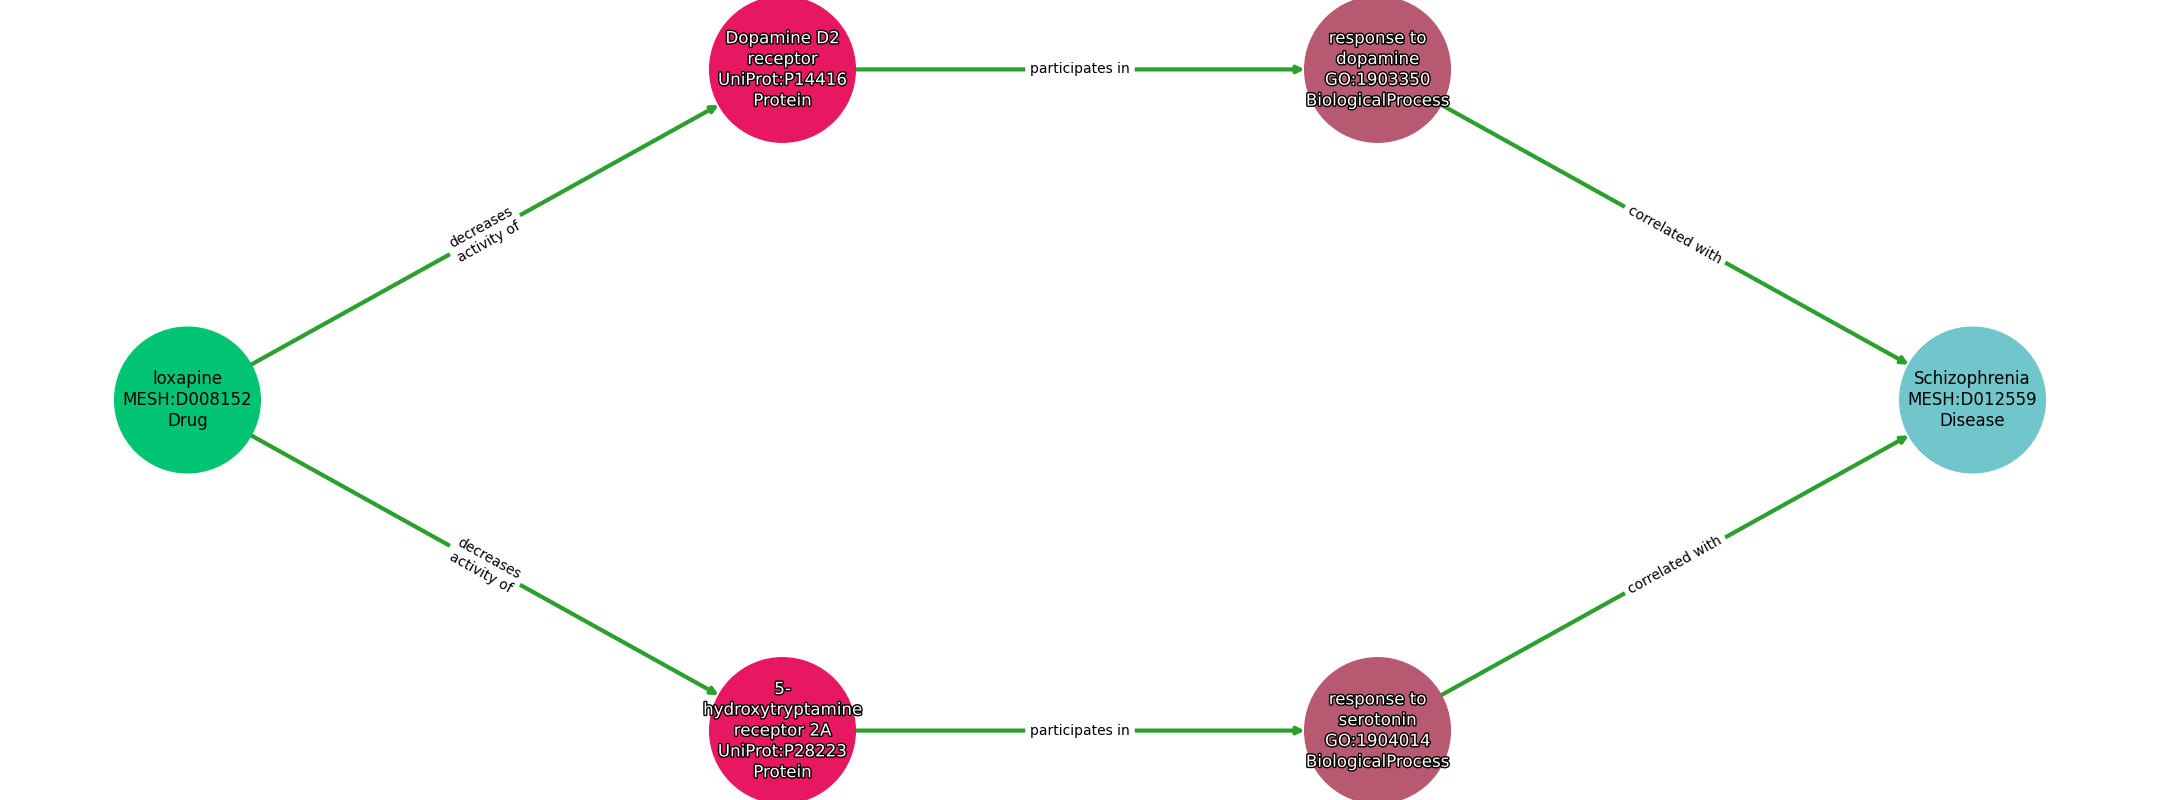 Dopamine D2
receptor
UniProt:P14416
Protein
participates in
response to
dopamine
GO:1903350
BiologicalProcess
decreases
activity of
correlated with
loxapine
MESH:D008152
Drug
Schizophrenia
MESH:D012559
Disease
decreases
activity of
correlated with
5-
hydroxytryptamine
receptor 2A
UniProt:P28223
Protein
participates in
response to
serotonin
GO:1904014
BiologicalProcess